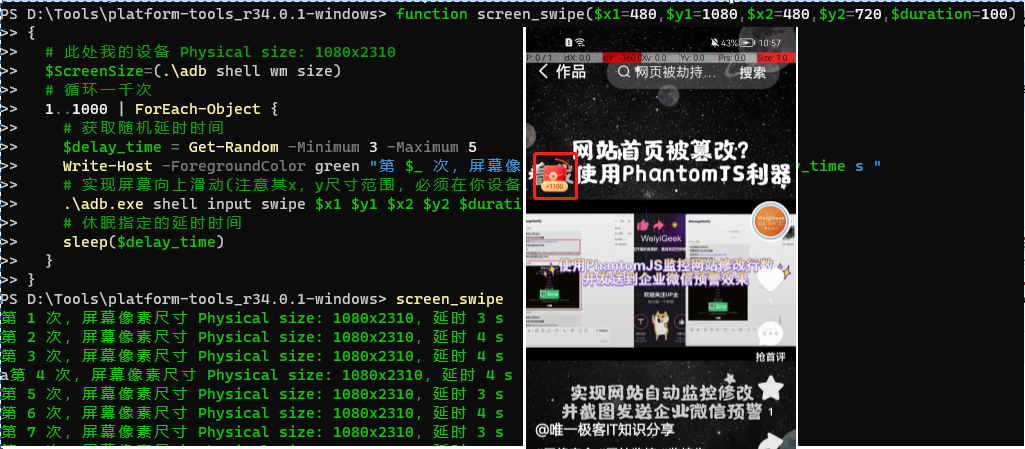 PS D:\Tools\platform-tools_r34.0.1-windows> function screen_swipe($x1=480,$y1=1080,$x2=480,$y2=720,$duration=100)
>> {
>> # 此处我的设备 Physical size: 1080x2310
>> $ScreenSize=(.\adb shell wm size)
>> # 循环一千次
>> 1..1000 | ForEach-Object {
>> # 获取随机延时时间
>> $delay_time = Get-Random -Minimum 3 -Maximum 5
>> Write-Host -ForegroundColor green "第 $_ 次, 屏幕像 _time s "
>> # 实现屏幕向上滑动(注意其x, y尺寸范围, 必须在你设备
>> .\adb.exe shell input swipe $x1 $y1 $x2 $y2 $durati
>> # 休眠指定的延时时间
>> sleep($delay_time)
>> }
>> }
PS D:\Tools\platform-tools_r34.0.1-windows> screen_swipe
第 1 次, 屏幕像素尺寸 Physical size: 1080x2310, 延时 3 s
第 2 次, 屏幕像素尺寸 Physical size: 1080x2310, 延时 4 s
第 3 次, 屏幕像素尺寸 Physical size: 1080x2310, 延时 4 s
a第 4 次, 屏幕像素尺寸 Physical size: 1080x2310, 延时 4 s
第 5 次, 屏幕像素尺寸 Physical size: 1080x2310, 延时 3 s
第 6 次, 屏幕像素尺寸 Physical size: 1080x2310, 延时 4 s
第 7 次, 屏幕像素尺寸 Physical size: 1080x2310, 延时 3 s
43% 10:57
P: 0 / 1 dX: 0.0 dY: -360 Xv: 0.0 Yv: 0.0 Prs: 0.0 Size: 1.0
作品 网页被劫持... 搜索
网站首页被篡改?
使用PhantomJS利器
+1100
WeiyiGeek
使用PhantomJS监控网站修改行数
并发送到企业微信预警效果
欢迎关注UP主
1
抢首评
实现网站自动监控修改
并截图发送企业微信预警
1
@唯一极客IT知识分享